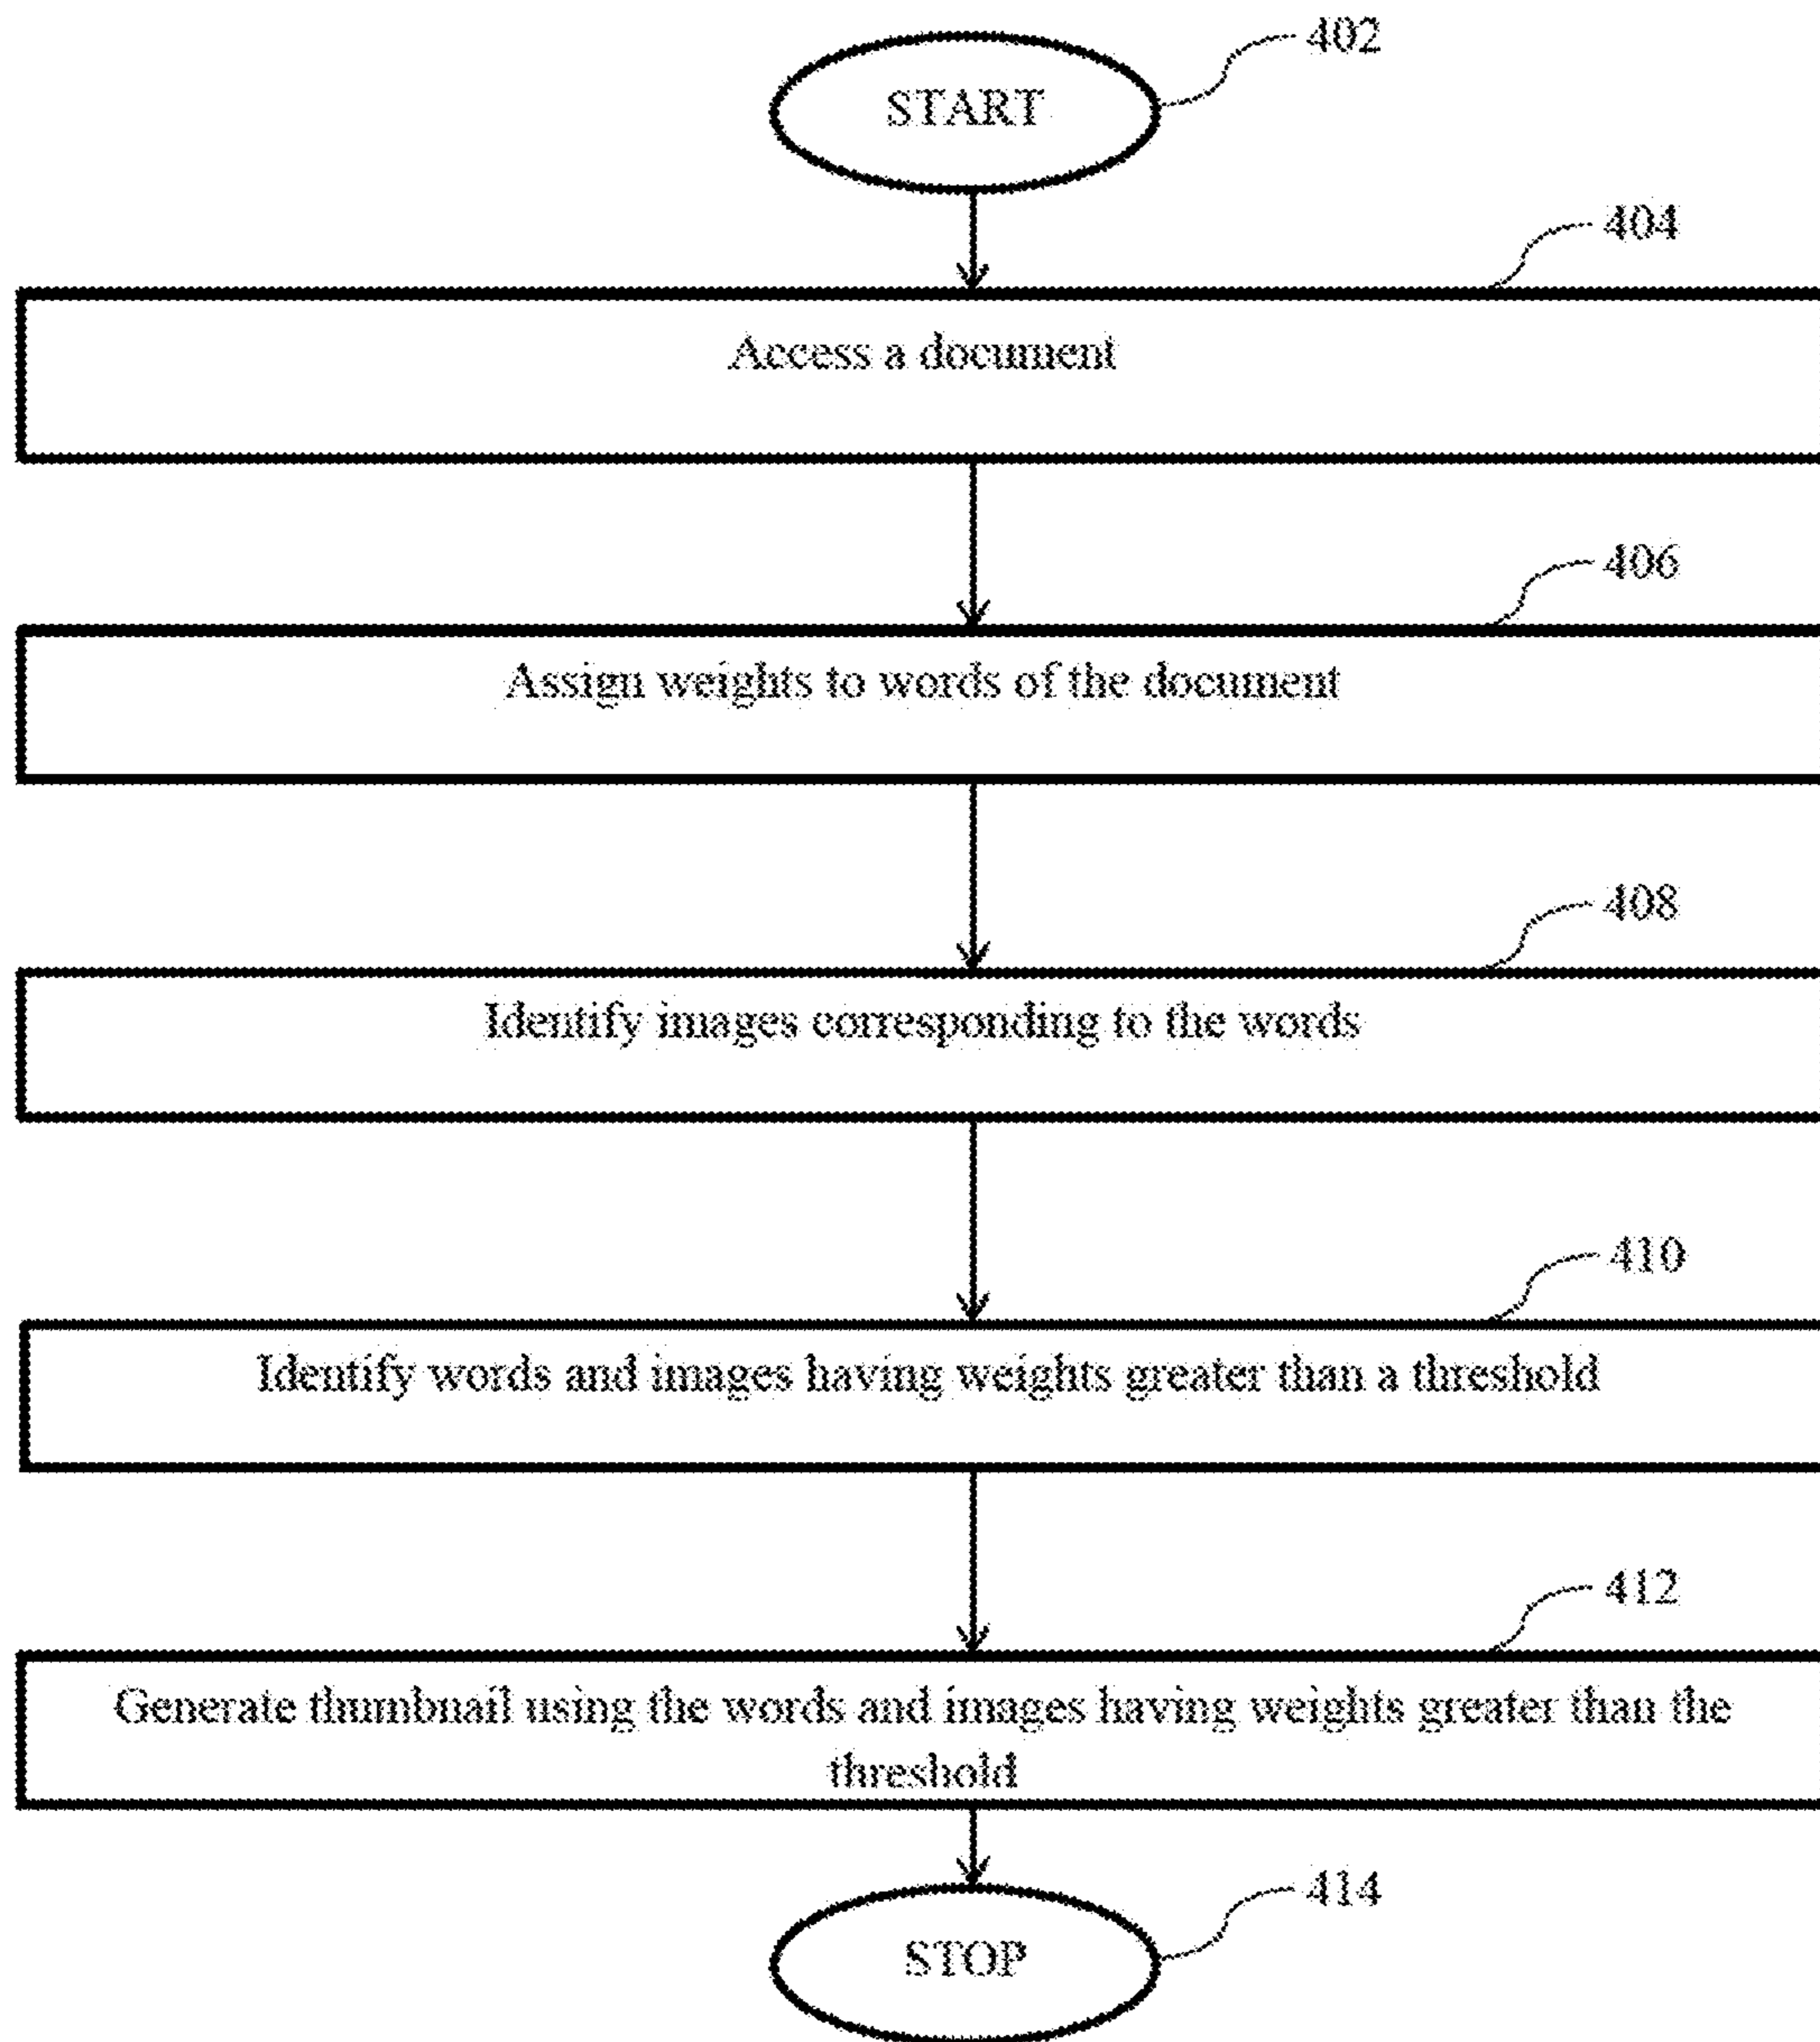 402
START
404
Access a document
406
Assign weights to words of the document
408
Identify images corresponding to the words
410
Identify words and images having weights greater than a threshold
412
Generate thumbnail using the words and images having weights greater than the
threshold
414
STOP